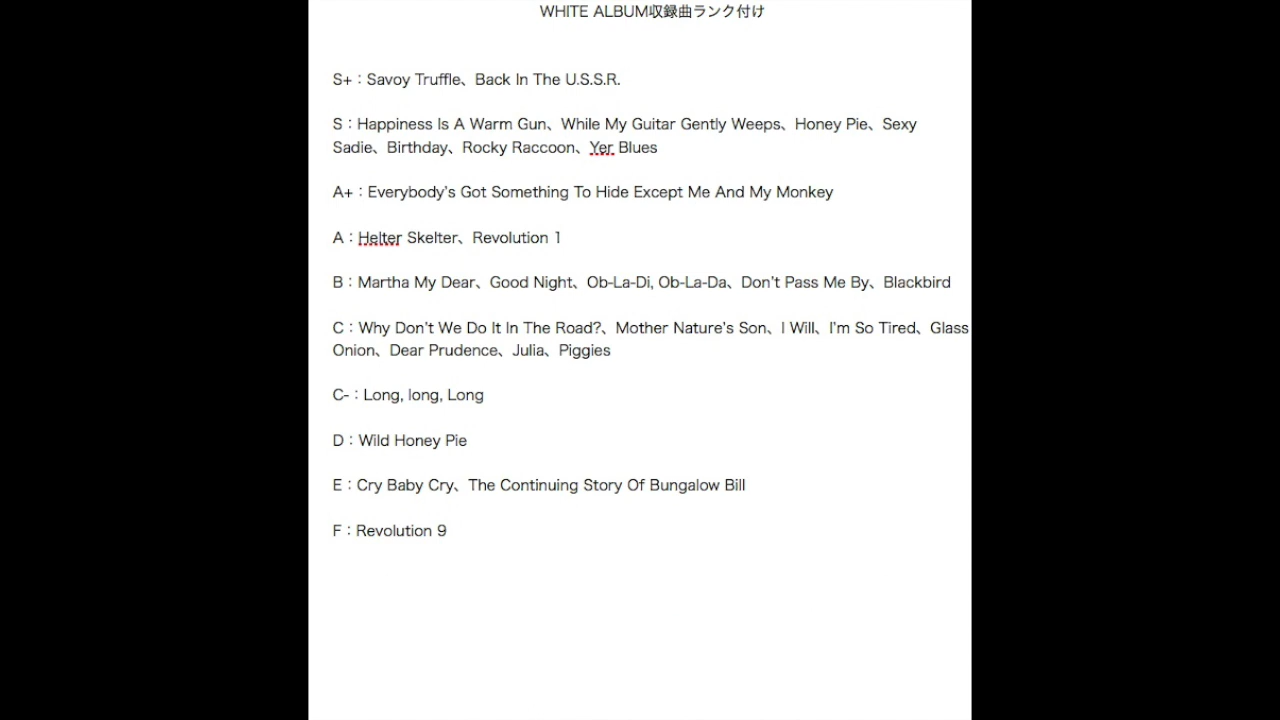 WHITE ALBUM収録曲ランク付け
S+：Savoy Truffle、Back In The U.S.S.R.
S：Happiness Is A Warm Gun、While My Guitar Gently Weeps、Honey Pie、Sexy
Sadie、Birthday、Rocky Raccoon、Yer Blues
A+：Everybody's Got Something To Hide Except Me And My Monkey
A：Helter Skelter、Revolution 1
B：Martha My Dear、Good Night、Ob-La-Di, Ob-La-Da、Don't Pass Me By、Blackbird
C：Why Don't We Do It In The Road?、Mother Nature's Son、I Will、I'm So Tired、Glass
Onion、Dear Prudence、Julia、Piggies
C-：Long, long, Long
D：Wild Honey Pie
E：Cry Baby Cry、The Continuing Story Of Bungalow Bill
F：Revolution 9